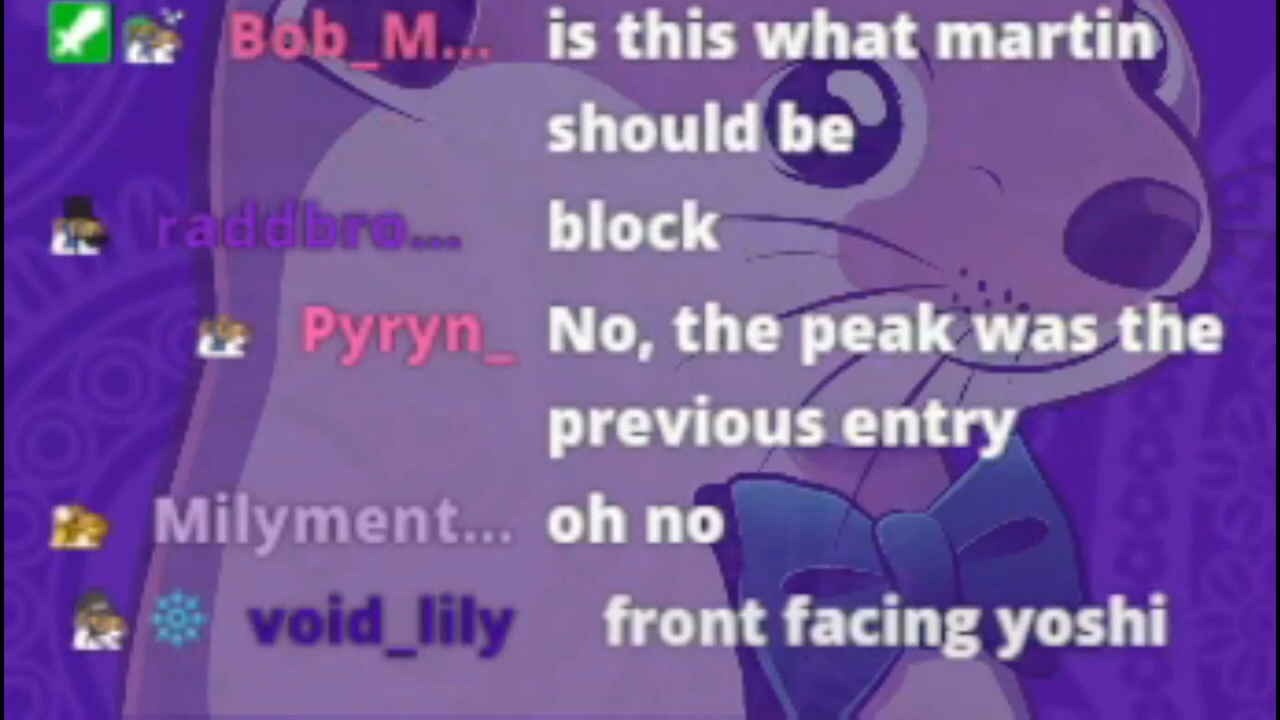 Bob_M... is this what martin
should be
raddbro... block
Pyryn_ No, the peak was the
previous entry
Milyment... oh no
void_lily front facing yoshi